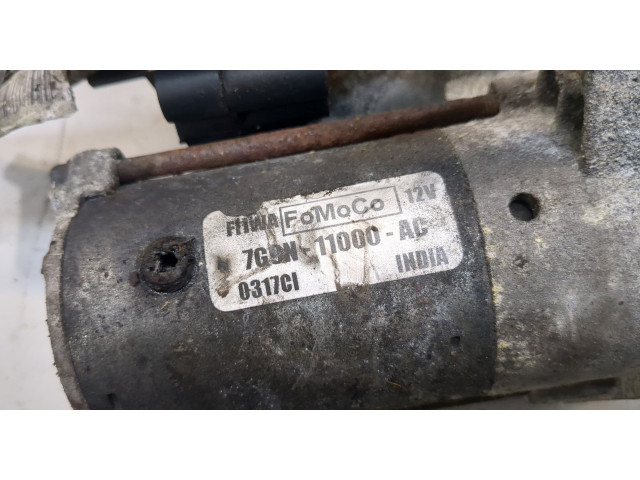 FoMoCo 12V
7G9N-11000-AC
0317CI INDIA